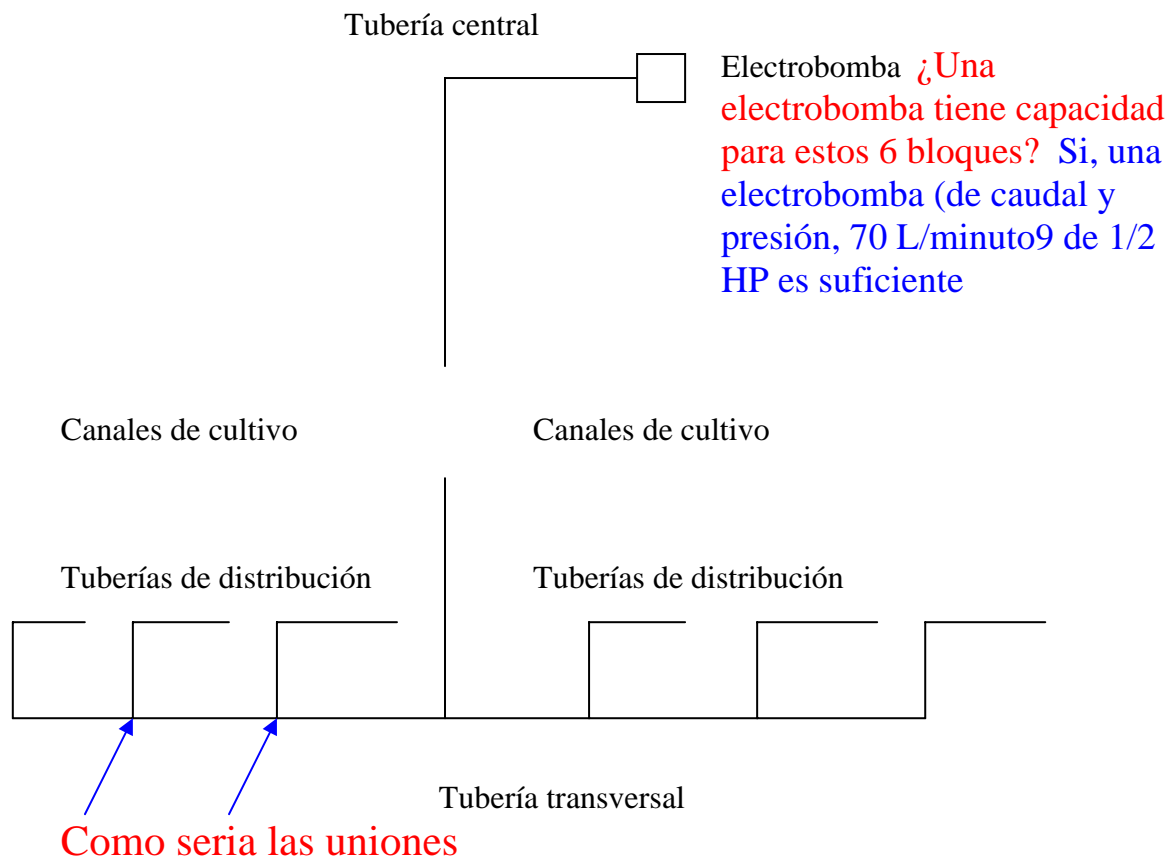 Tubería central
Electrobomba ¿Una
electrobomba tiene capacidad
para estos 6 bloques? Si, una
electrobomba (de caudal y
presión, 70 L/minuto9 de 1/2
HP es suficiente
Canales de cultivo
Canales de cultivo
Tuberías de distribución
Tuberías de distribución
Tubería transversal
Como seria las uniones